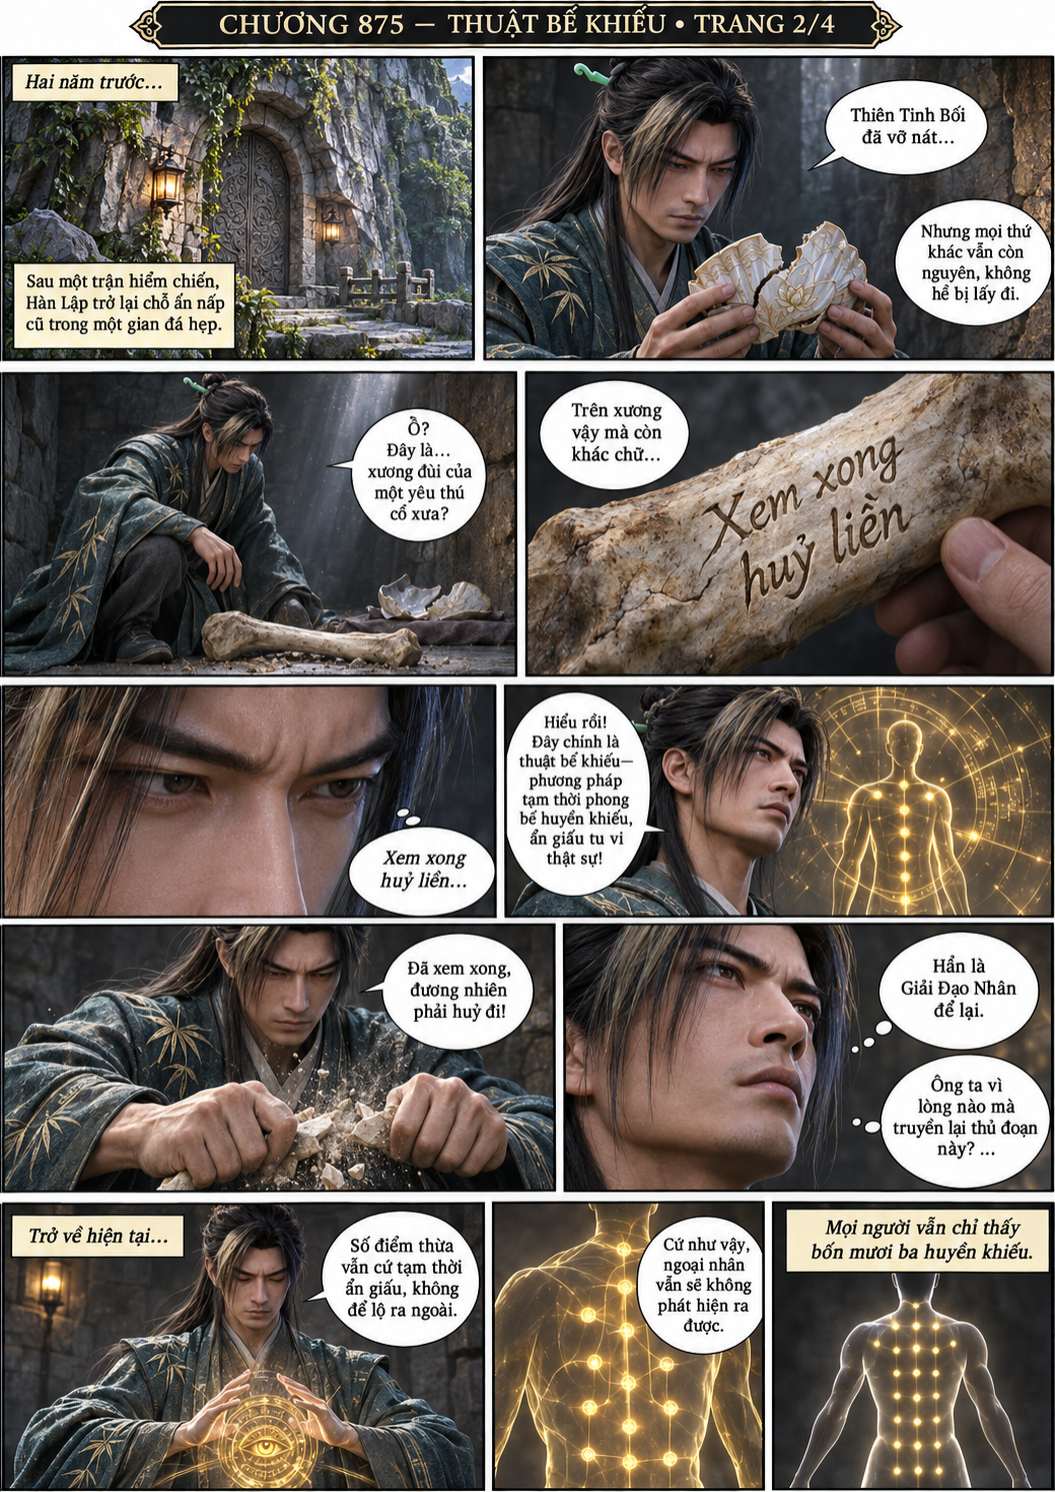 CHƯƠNG 875 — THUẬT BẾ KHIẾU • TRANG 2/4
Hai năm trước...
Sau một trận hiểm chiến,
Hàn Lập trở lại chỗ ẩn nấp
cũ trong một gian đá hẹp.
Thiên Tinh Bối
đã vỡ nát...
Nhưng mọi thứ
khác vẫn còn
nguyên, không
hề bị lấy đi.
Ồ?
Đây là...
xương đùi của
một yêu thú
cổ xưa?
Trên xương
vậy mà còn
khác chữ...
Xem xong
huỷ liền
Xem xong
huỷ liền...
Hiểu rồi!
Đây chính là
thuật bế khiếu—
phương pháp
tạm thời phong
bế huyền khiếu,
ẩn giấu tu vi
thật sự!
Đã xem xong,
đương nhiên
phải huỷ đi!
Hẳn là
Giải Đạo Nhân
để lại.
Ông ta vì
lòng nào mà
truyền lại thủ đoạn
này? ...
Trở về hiện tại...
Số điểm thừa
vẫn cứ tạm thời
ẩn giấu, không
để lộ ra ngoài.
Cứ như vậy,
ngoại nhân
vẫn sẽ không
phát hiện ra
được.
Mọi người vẫn chỉ thấy
bốn mươi ba huyền khiếu.